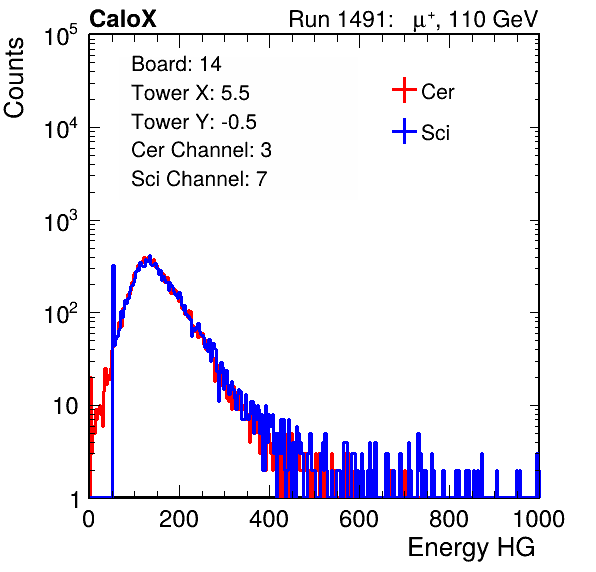 CaloX Run 1491: μ⁺, 110 GeV
Board: 14
Tower X: 5.5
Tower Y: -0.5
Cer Channel: 3
Sci Channel: 7
Cer
Sci
Counts
10⁵
10⁴
10³
10²
10
1
0 200 400 600 800 1000
Energy HG